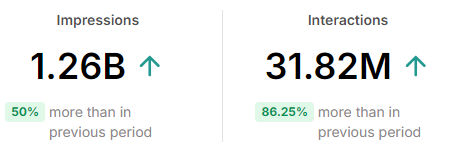 Impressions
1.26B
50% more than in
previous period
Interactions
31.82M
86.25% more than in
previous period